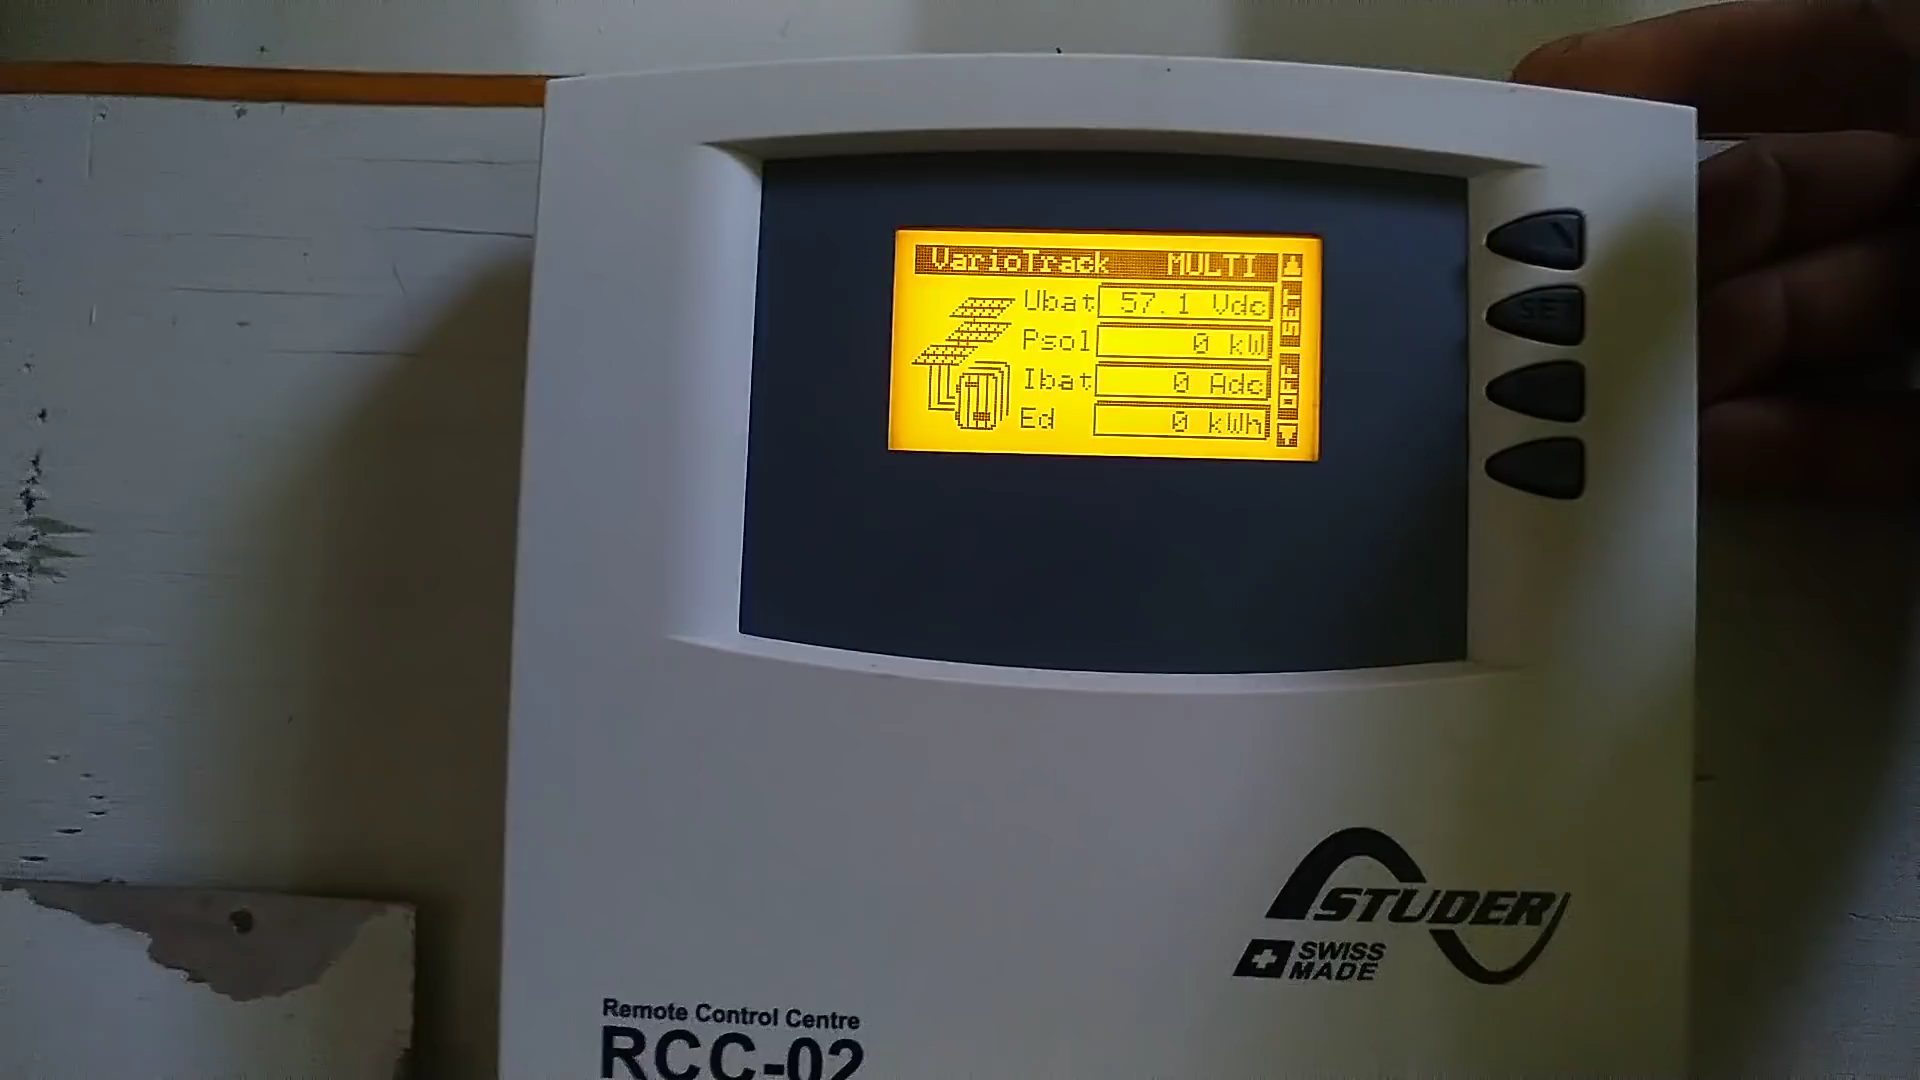 VarioTrack MULTI
Ubat 57.1 Vdc
Psol 0 kW
Ibat 0 Adc
Ed 0 kWh
SET
STUDER
SWISS
MADE
Remote Control Centre
RCC-02